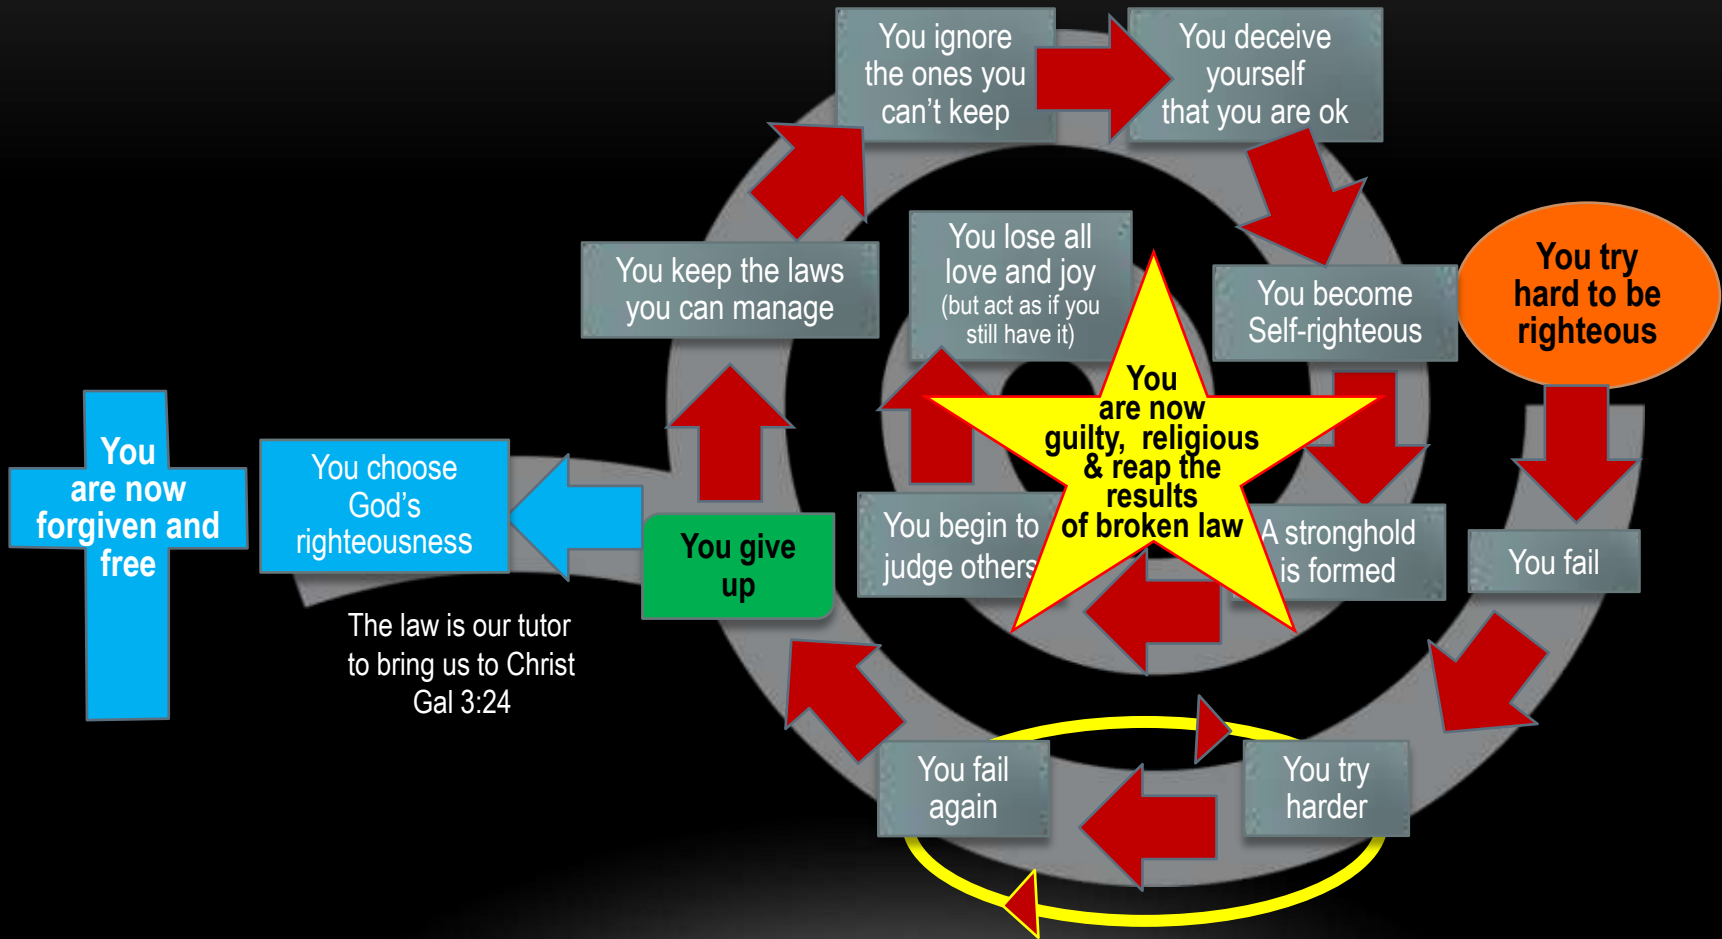 You try
hard to be
righteous
You fail
You try
harder
You fail
again
You give
up
You choose
God's
righteousness
You
are now
forgiven and
free
The law is our tutor
to bring us to Christ
Gal 3:24
You keep the laws
you can manage
You ignore
the ones you
can't keep
You deceive
yourself
that you are ok
You become
Self-righteous
A stronghold
is formed
You begin to
judge others
You lose all
love and joy
(but act as if you
still have it)
You
are now
guilty, religious
& reap the
results
of broken law